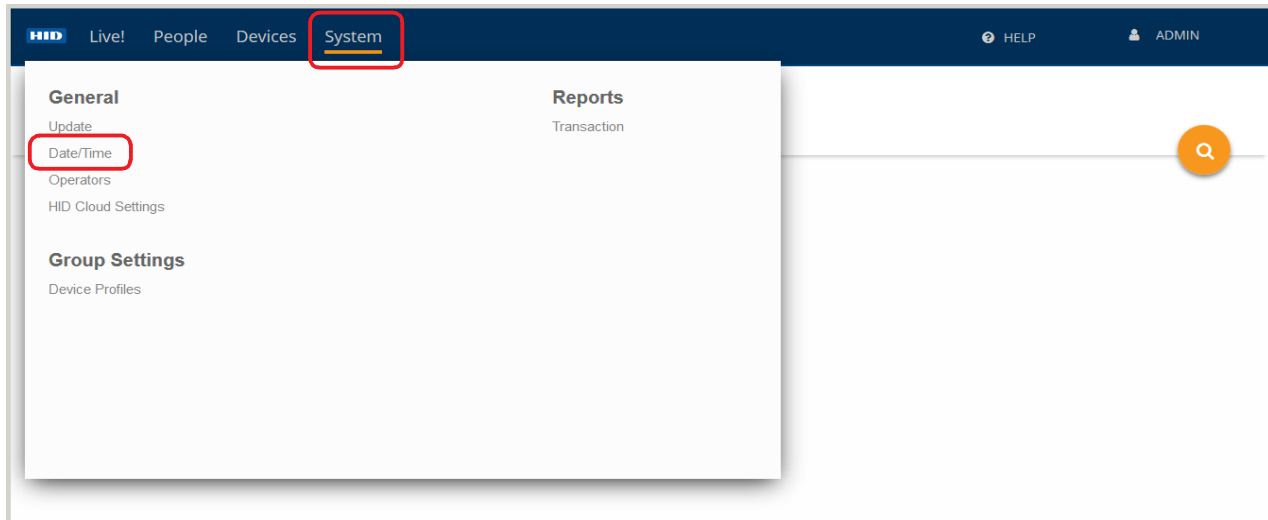 HID Live! People Devices System HELP ADMIN
General
Update
Date/Time
Operators
HID Cloud Settings
Group Settings
Device Profiles
Reports
Transaction